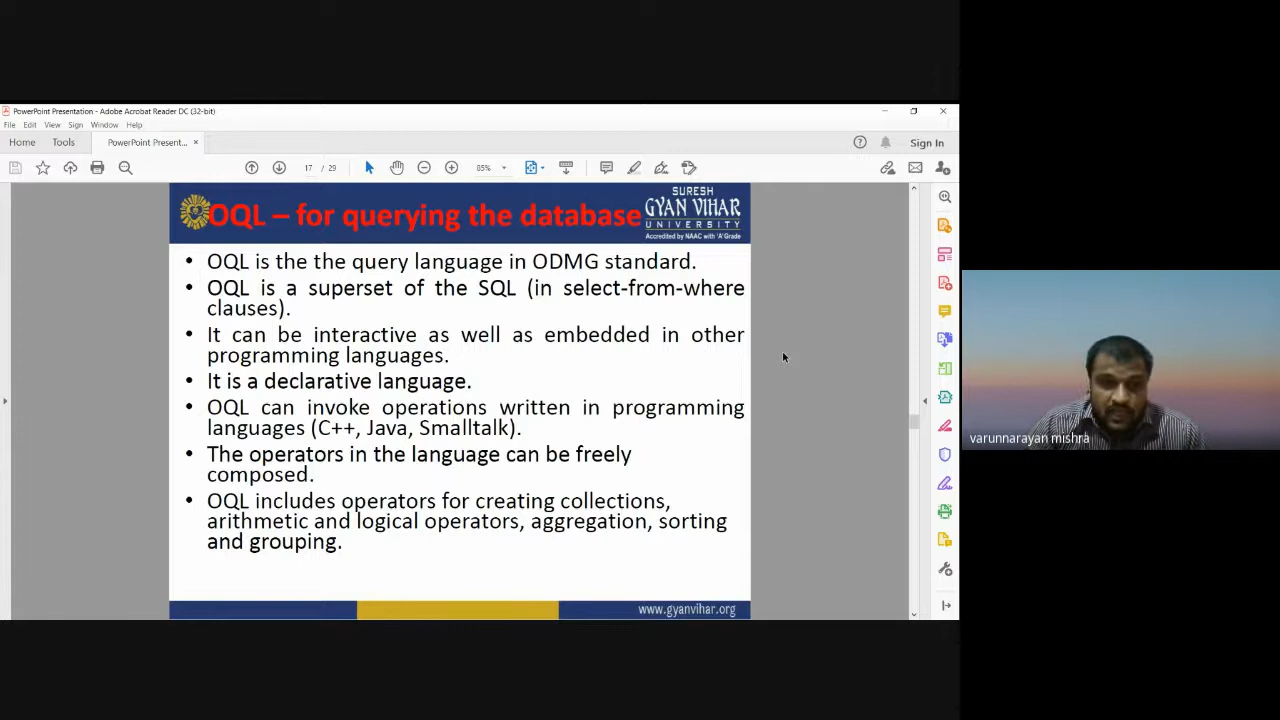 PowerPoint Presentation - Adobe Acrobat Reader DC (32-bit)
File Edit View Sign Window Help
Home Tools PowerPoint Present... × Sign In
17 / 29 85%
OQL – for querying the database
SURESH
GYAN VIHAR
UNIVERSITY
Accredited by NAAC with 'A' Grade
• OQL is the the query language in ODMG standard.
• OQL is a superset of the SQL (in select-from-where
clauses).
• It can be interactive as well as embedded in other
programming languages.
• It is a declarative language.
• OQL can invoke operations written in programming
languages (C++, Java, Smalltalk).
• The operators in the language can be freely
composed.
• OQL includes operators for creating collections,
arithmetic and logical operators, aggregation, sorting
and grouping.
www.gyanvihar.org
varunnarayan mishra